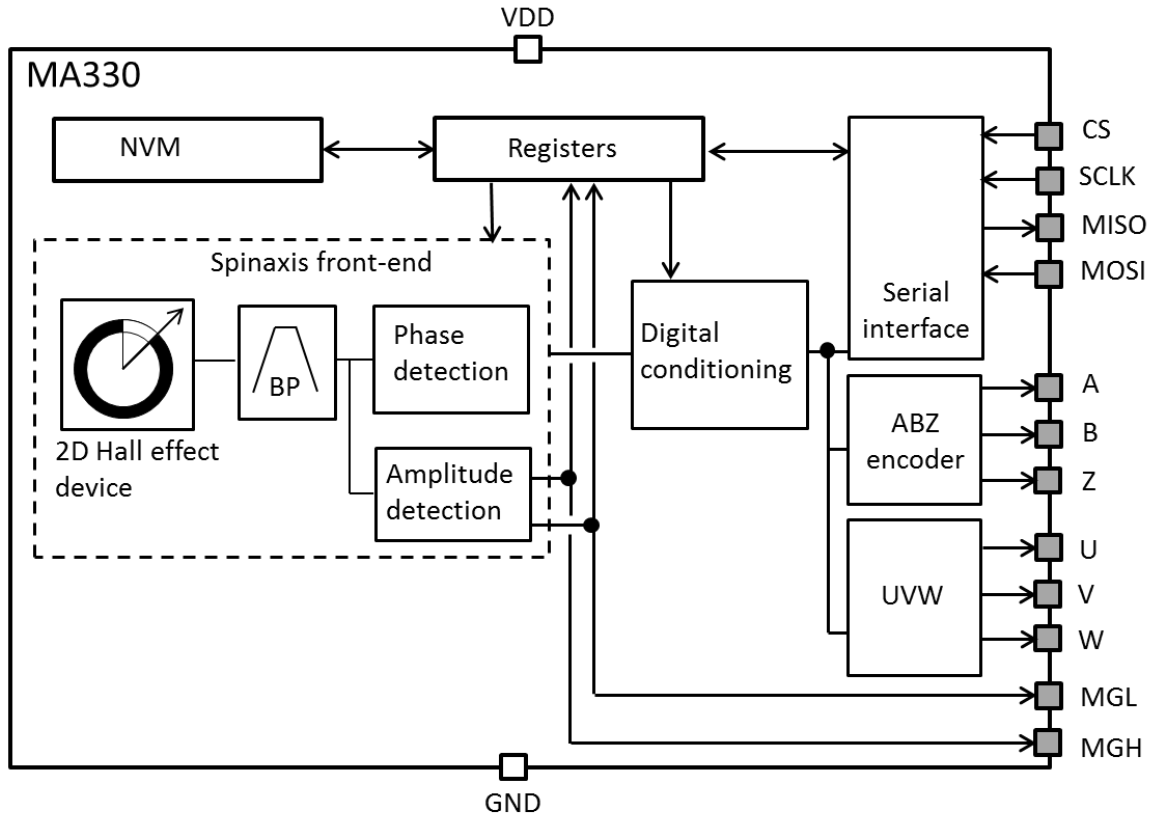 VDD
MA330
NVM
Registers
CS
SCLK
MISO
MOSI
Serial
interface
Spinaxis front-end
BP
2D Hall effect
device
Phase
detection
Amplitude
detection
Digital
conditioning
ABZ
encoder
A
B
Z
UVW
U
V
W
MGL
MGH
GND